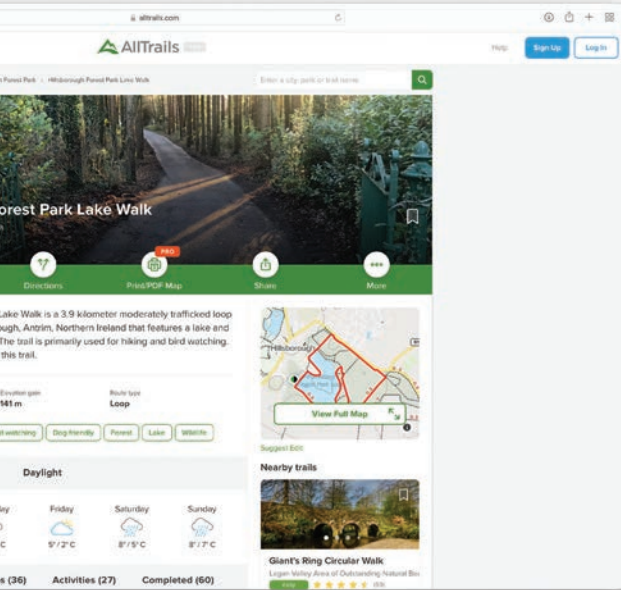 alltrails.com
AllTrails
Help
Sign Up
Log In
Forest Park
Hillsborough Forest Park Lake Walk
Enter a city, park or trail name
orest Park Lake Walk
PRO
Directions
Print/PDF Map
Share
More
Lake Walk is a 3.9 kilometer moderately trafficked loop
ough, Antrim, Northern Ireland that features a lake and
The trail is primarily used for hiking and bird watching.
this trail.
Hillsborough
View Full Map
Elevation gain
141 m
Route type
Loop
d watching
Dog friendly
Forest
Lake
Wildlife
Suggest Edit
Daylight
Nearby trails
ay
Friday
Saturday
Sunday
C
5°/2°C
8°/5°C
8°/7°C
Giant's Ring Circular Walk
Lagan Valley Area of Outstanding Natural Bea
s (36)
Activities (27)
Completed (60)